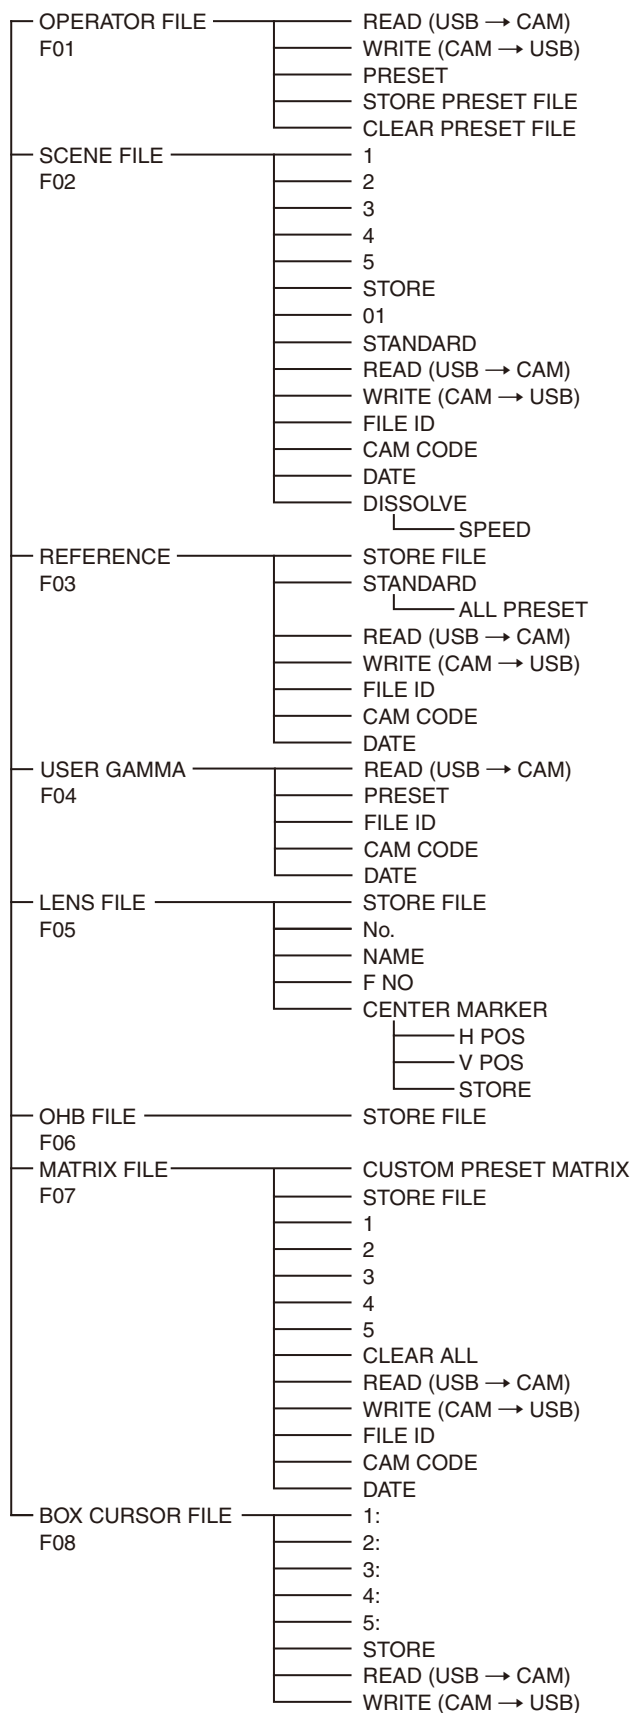 OPERATOR FILE READ (USB → CAM)
F01 WRITE (CAM → USB)
PRESET
STORE PRESET FILE
CLEAR PRESET FILE
SCENE FILE 1
F02 2
3
4
5
STORE
01
STANDARD
READ (USB → CAM)
WRITE (CAM → USB)
FILE ID
CAM CODE
DATE
DISSOLVE
SPEED
REFERENCE STORE FILE
F03 STANDARD
ALL PRESET
READ (USB → CAM)
WRITE (CAM → USB)
FILE ID
CAM CODE
DATE
USER GAMMA READ (USB → CAM)
F04 PRESET
FILE ID
CAM CODE
DATE
LENS FILE STORE FILE
F05 No.
NAME
F NO
CENTER MARKER
H POS
V POS
STORE
OHB FILE STORE FILE
F06
MATRIX FILE CUSTOM PRESET MATRIX
F07 STORE FILE
1
2
3
4
5
CLEAR ALL
READ (USB → CAM)
WRITE (CAM → USB)
FILE ID
CAM CODE
DATE
BOX CURSOR FILE 1:
F08 2:
3:
4:
5:
STORE
READ (USB → CAM)
WRITE (CAM → USB)